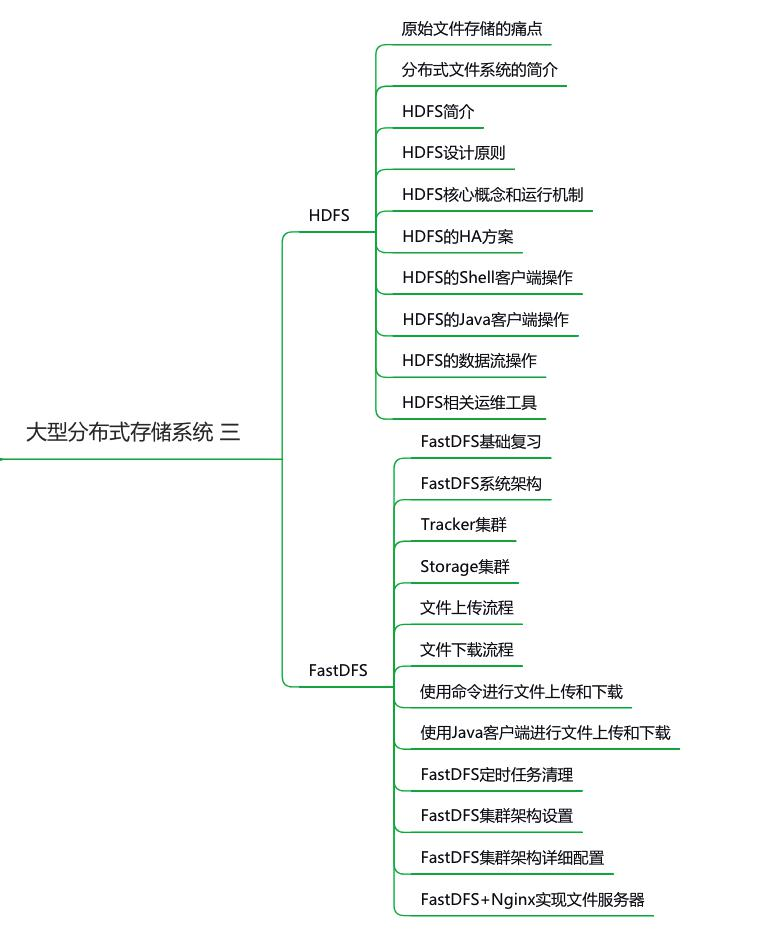 大型分布式存储系统 三
HDFS
原始文件存储的痛点
分布式文件系统的简介
HDFS简介
HDFS设计原则
HDFS核心概念和运行机制
HDFS的HA方案
HDFS的Shell客户端操作
HDFS的Java客户端操作
HDFS的数据流操作
HDFS相关运维工具
FastDFS
FastDFS基础复习
FastDFS系统架构
Tracker集群
Storage集群
文件上传流程
文件下载流程
使用命令进行文件上传和下载
使用Java客户端进行文件上传和下载
FastDFS定时任务清理
FastDFS集群架构设置
FastDFS集群架构详细配置
FastDFS+Nginx实现文件服务器